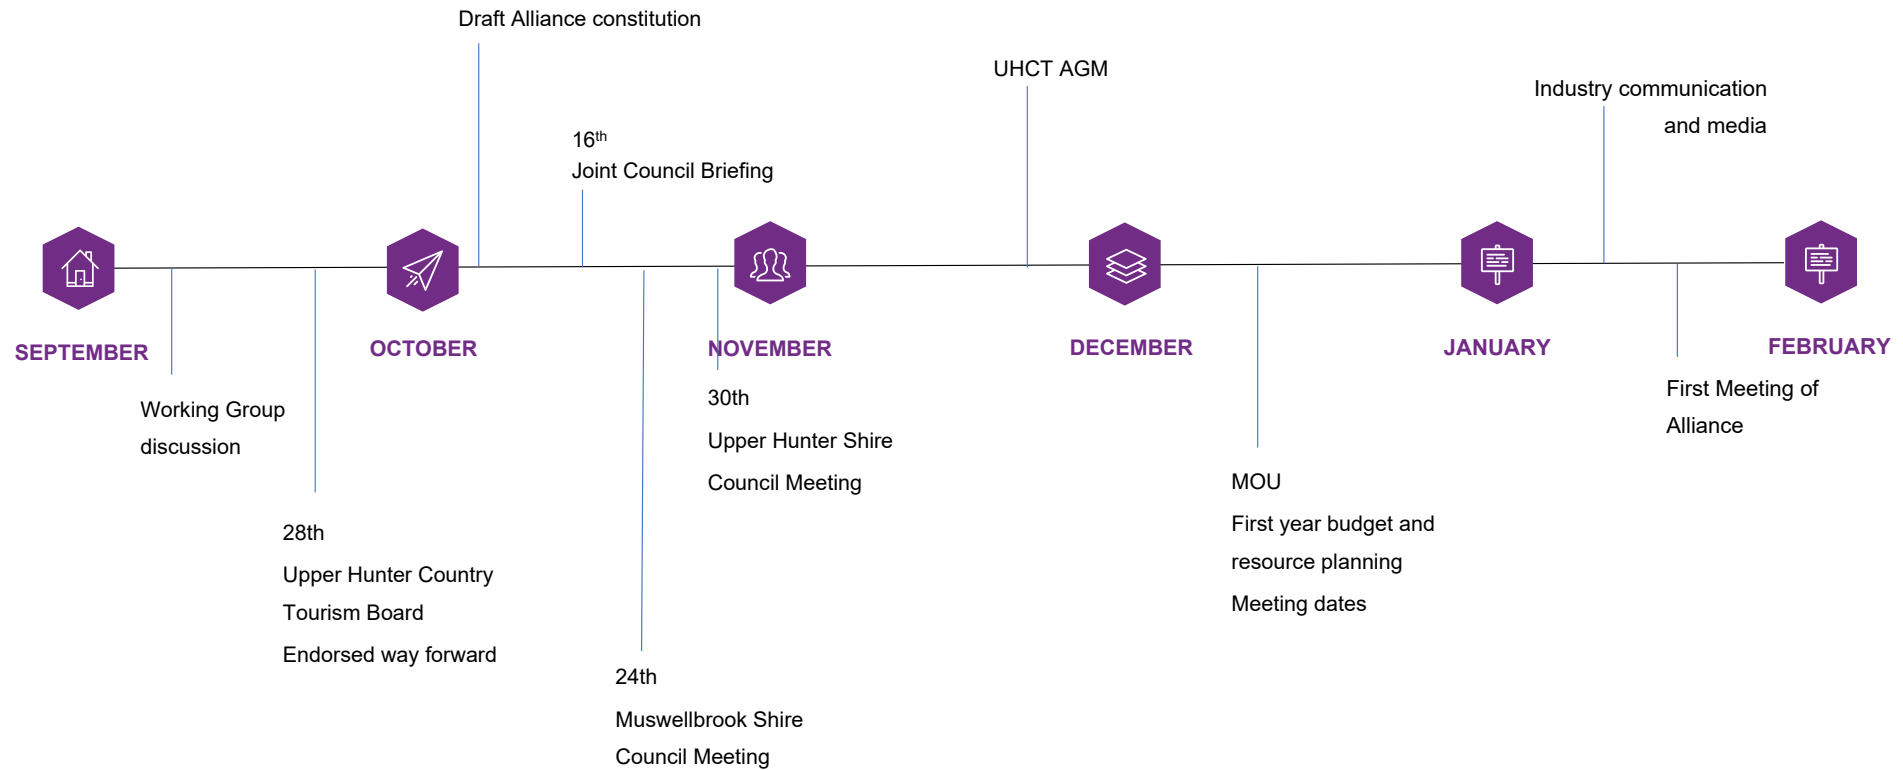 Draft Alliance constitution
UHCT AGM
Industry communication
and media
16th
Joint Council Briefing
SEPTEMBER
OCTOBER
NOVEMBER
DECEMBER
JANUARY
FEBRUARY
Working Group
discussion
28th
Upper Hunter Country
Tourism Board
Endorsed way forward
24th
Muswellbrook Shire
Council Meeting
30th
Upper Hunter Shire
Council Meeting
MOU
First year budget and
resource planning
Meeting dates
First Meeting of
Alliance